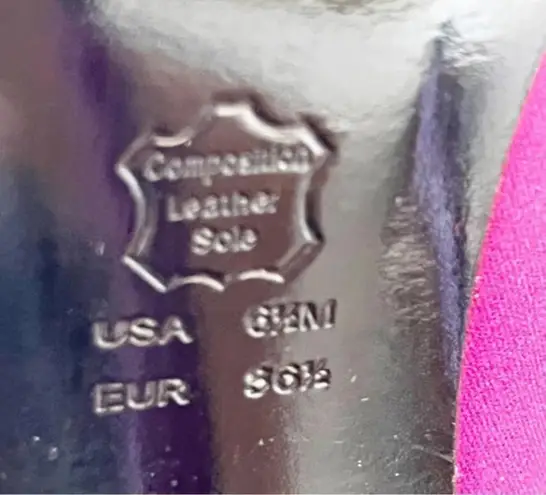 Composition
Leather
Sole
USA 6½M
EUR 36½